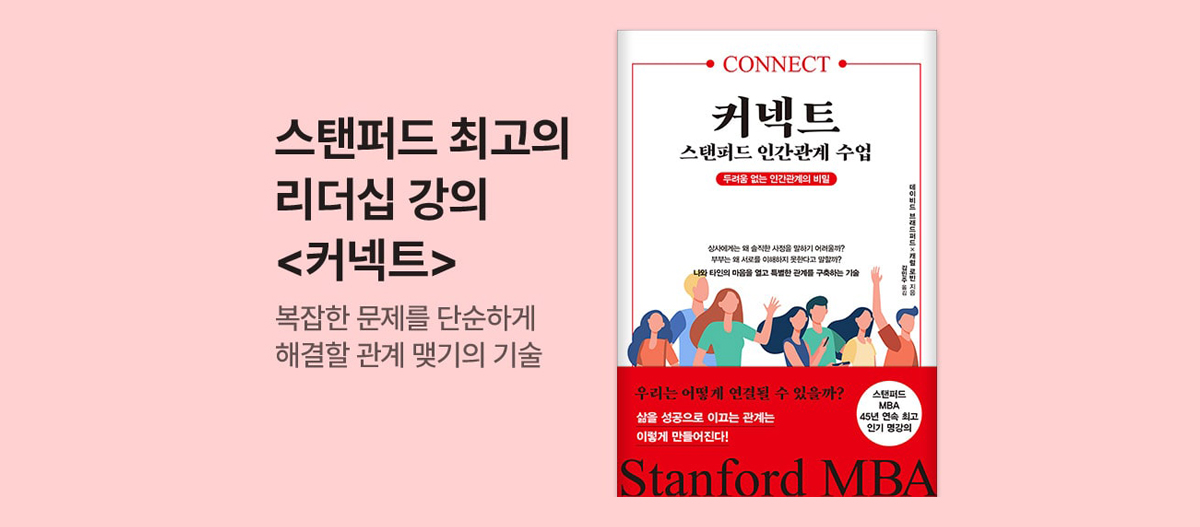 스탠퍼드 최고의
리더십 강의
<커넥트>
복잡한 문제를 단순하게
해결할 관계 맺기의 기술
CONNECT
커넥트
스탠퍼드 인간관계 수업
두려움 없는 인간관계의 비밀
데이비드 브래드퍼드×캐럴 로빈 지음
김민주 옮김
상사에게는 왜 솔직한 사정을 말하기 어려울까?
부부는 왜 서로를 이해하지 못한다고 말할까?
나와 타인의 마음을 열고 특별한 관계를 구축하는 기술
우리는 어떻게 연결될 수 있을까?
삶을 성공으로 이끄는 관계는
이렇게 만들어진다!
스탠퍼드
MBA
45년 연속 최고
인기 명강의
Stanford MBA